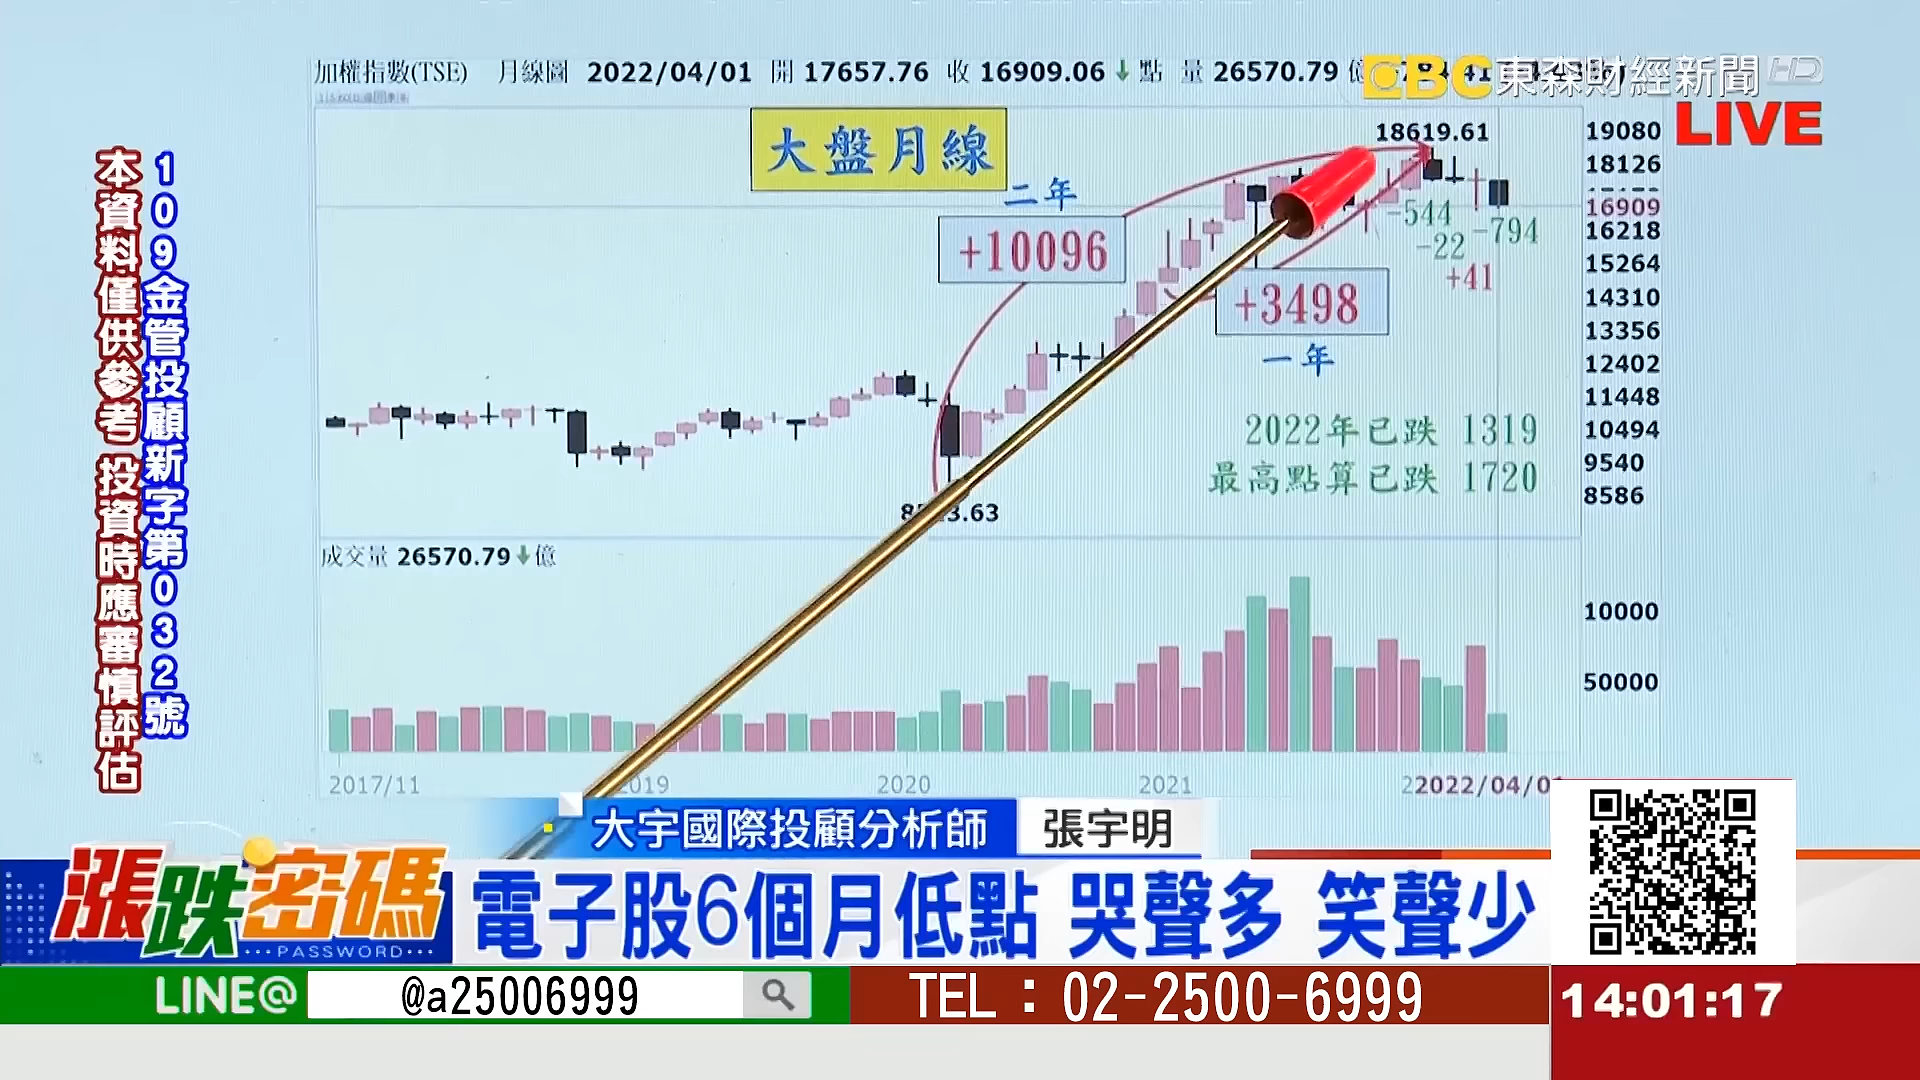 加權指數(TSE) 月線圖 2022/04/01 開 17657.76 收 16909.06↓點 量 26570.79
EBC東森財經新聞HD
LIVE
大盤月線
18619.61
19080
18126
16909
16218
15264
14310
13356
12402
11448
10494
9540
8586
二年
+10096
-544
-22
-794
+41
+3498
一年
2022年已跌 1319
最高點算已跌 1720
成交量 26570.79↓億
10000
50000
2017/11
2020
2021
2022/04/01
109金管投顧新字第032號
本資料僅供參考 投資時應審慎評估
大宇國際投顧分析師 張宇明
漲跌密碼
PASSWORD
電子股6個月低點 哭聲多 笑聲少
LINE@ @a25006999
TEL:02-2500-6999
14:01:17